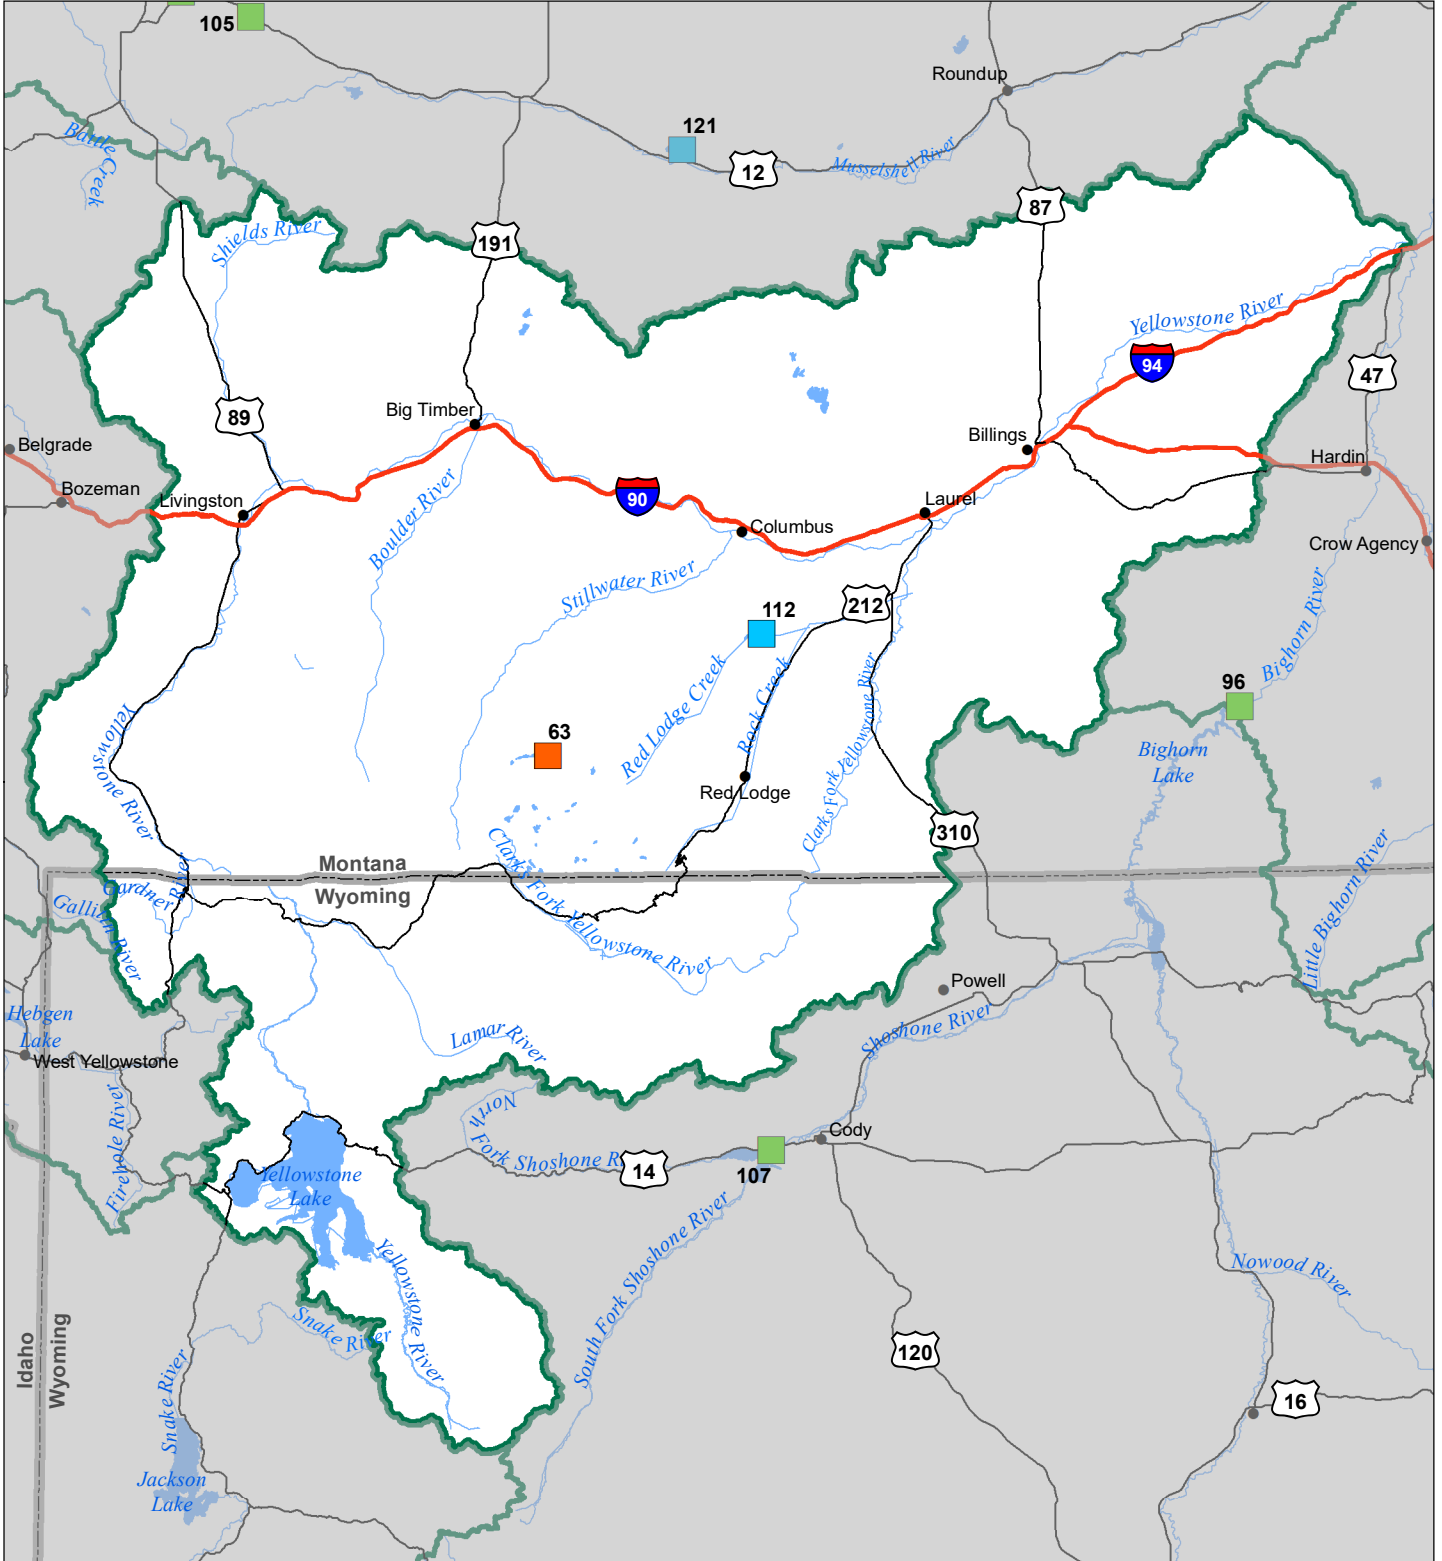 105
Roundup
121
12
Battle
Creek
Musselshell River
87
Shields River
191
Yellowstone River
94
47
89
Big Timber
Belgrade
Billings
Hardin
Bozeman
Livingston
90
Laurel
Columbus
Boulder River
Crow Agency
Stillwater River
212
112
Bighorn River
Red Lodge Creek
Rock Creek
Clarks Fork Yellowstone River
96
Yellowstone River
63
Bighorn
Lake
Red Lodge
310
Montana
Wyoming
Gardner River
Gallitin River
Clarks Fork Yellowstone River
Little Bighorn River
Powell
Hebgen
Lake
Lamar River
Shoshone River
West Yellowstone
Firehole River
North
Fork Shoshone R
14
107
Cody
Yellowstone
Lake
South Fork Shoshone River
Yellowstone River
Nowood River
Snake River
Idaho
Wyoming
120
16
Snake River
Jackson
Lake